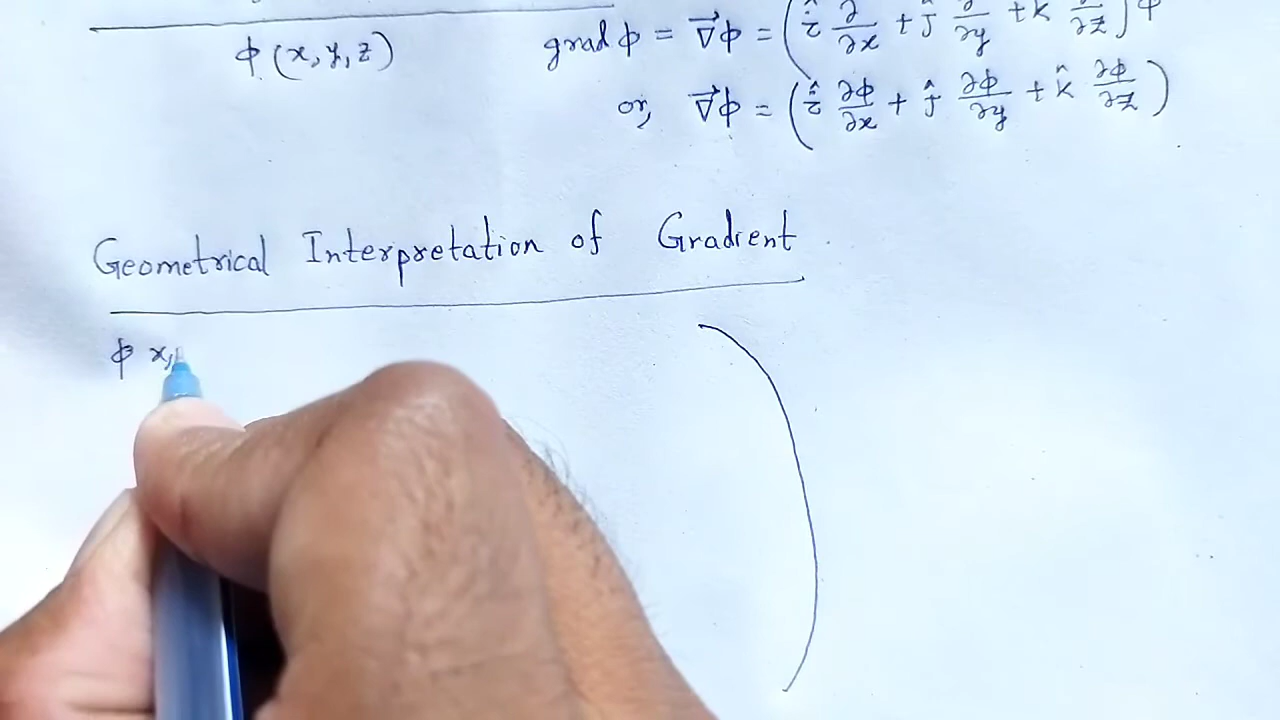 grad φ = ∇⃗φ = (î ∂/∂x + ĵ ∂/∂y + k ∂/∂z) φ
φ (x, y, z)
or, ∇⃗φ = (î ∂φ/∂x + ĵ ∂φ/∂y + k̂ ∂φ/∂z)
Geometrical Interpretation of Gradient
φ x,